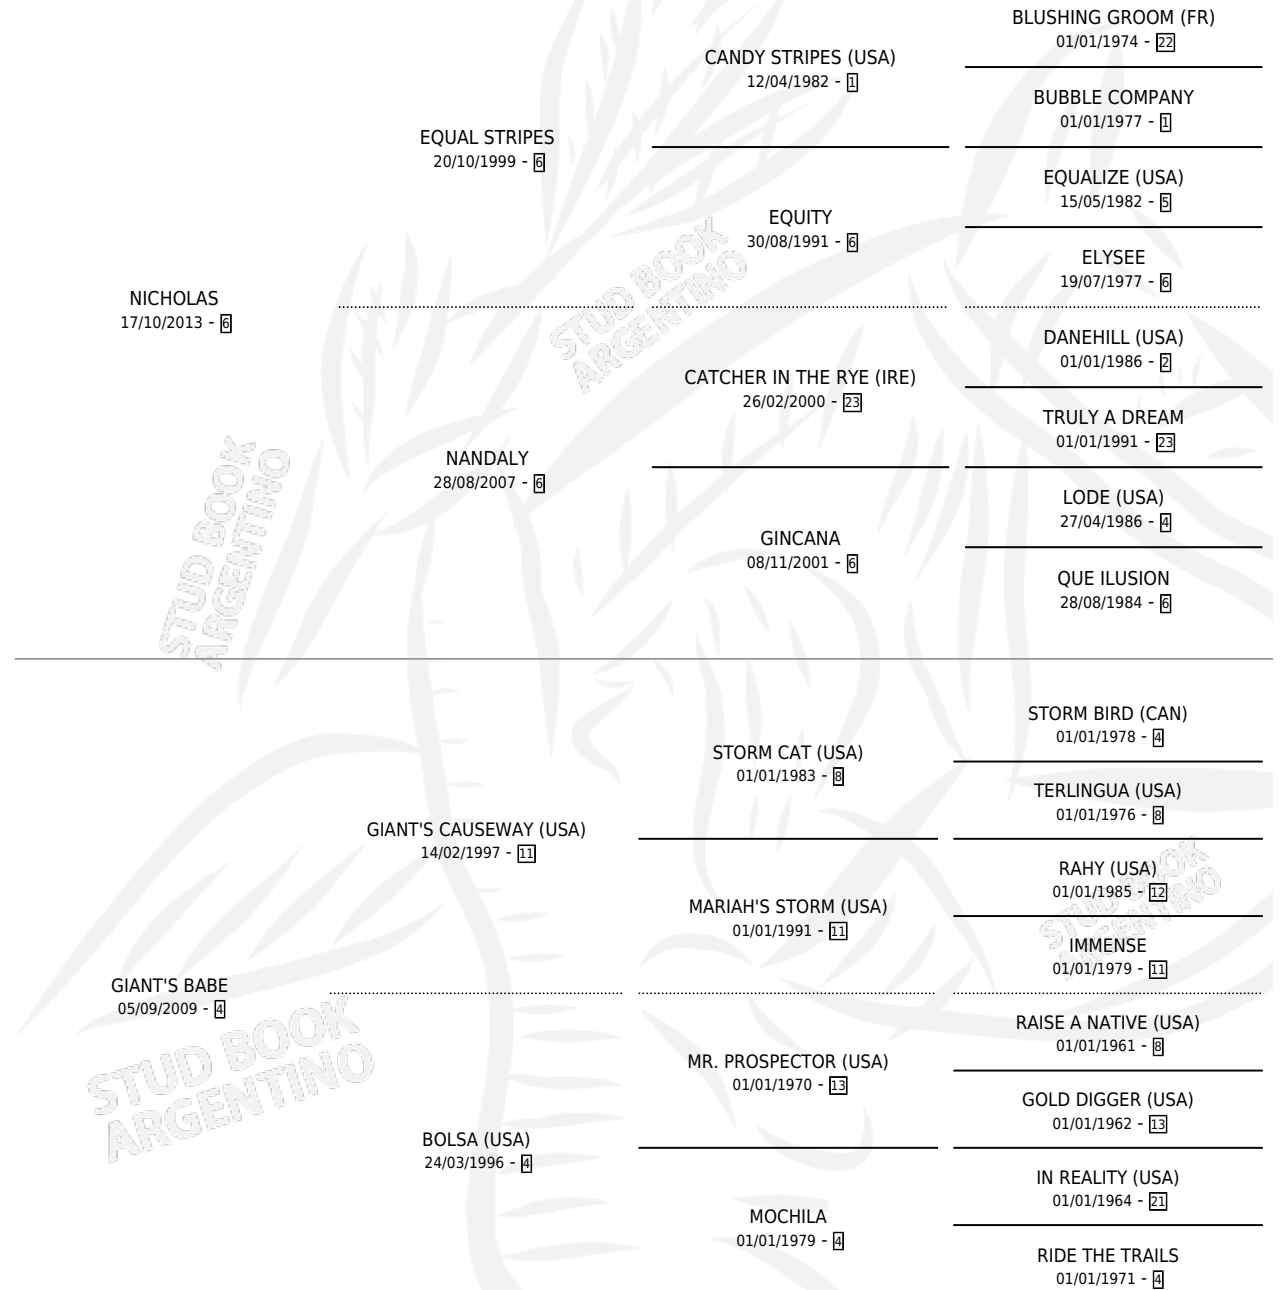 BLUSHING GROOM (FR)
01/01/1974 - 22
CANDY STRIPES (USA)
12/04/1982 - 1
BUBBLE COMPANY
01/01/1977 - 1
EQUAL STRIPES
20/10/1999 - 6
EQUALIZE (USA)
15/05/1982 - 5
EQUITY
30/08/1991 - 6
ELYSEE
19/07/1977 - 6
NICHOLAS
17/10/2013 - 6
DANEHILL (USA)
01/01/1986 - 2
CATCHER IN THE RYE (IRE)
26/02/2000 - 23
TRULY A DREAM
01/01/1991 - 23
NANDALY
28/08/2007 - 6
LODE (USA)
27/04/1986 - 4
GINCANA
08/11/2001 - 6
QUE ILUSION
28/08/1984 - 6
STUD BOOK
ARGENTINO
STUD BOOK
ARGENTINO
STORM BIRD (CAN)
01/01/1978 - 4
STORM CAT (USA)
01/01/1983 - 8
TERLINGUA (USA)
01/01/1976 - 8
GIANT'S CAUSEWAY (USA)
14/02/1997 - 11
RAHY (USA)
01/01/1985 - 12
MARIAH'S STORM (USA)
01/01/1991 - 11
IMMENSE
01/01/1979 - 11
GIANT'S BABE
05/09/2009 - 4
RAISE A NATIVE (USA)
01/01/1961 - 8
MR. PROSPECTOR (USA)
01/01/1970 - 13
GOLD DIGGER (USA)
01/01/1962 - 13
BOLSA (USA)
24/03/1996 - 4
IN REALITY (USA)
01/01/1964 - 21
MOCHILA
01/01/1979 - 4
RIDE THE TRAILS
01/01/1971 - 4
STUD BOOK
ARGENTINO
STUD BOOK
ARGENTINO